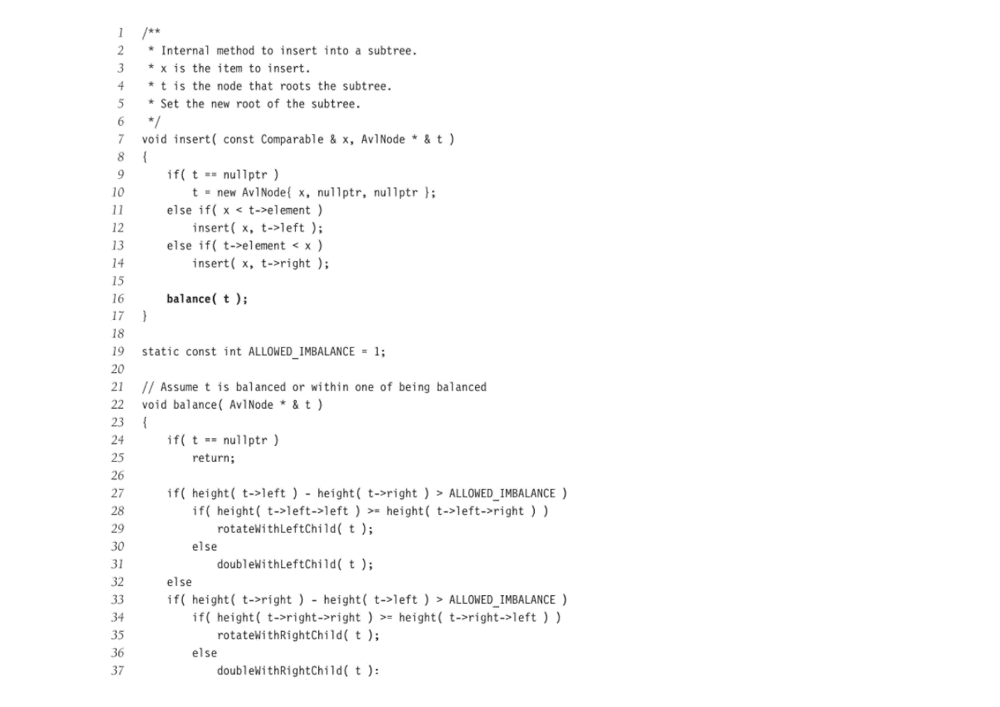 1 /**
2 * Internal method to insert into a subtree.
3 * x is the item to insert.
4 * t is the node that roots the subtree.
5 * Set the new root of the subtree.
6 */
7 void insert( const Comparable & x, AvlNode * & t )
8 {
9 if( t == nullptr )
10 t = new AvlNode{ x, nullptr, nullptr };
11 else if( x < t->element )
12 insert( x, t->left );
13 else if( t->element < x )
14 insert( x, t->right );
15
16 balance( t );
17 }
18
19 static const int ALLOWED_IMBALANCE = 1;
20
21 // Assume t is balanced or within one of being balanced
22 void balance( AvlNode * & t )
23 {
24 if( t == nullptr )
25 return;
26
27 if( height( t->left ) - height( t->right ) > ALLOWED_IMBALANCE )
28 if( height( t->left->left ) >= height( t->left->right ) )
29 rotateWithLeftChild( t );
30 else
31 doubleWithLeftChild( t );
32 else
33 if( height( t->right ) - height( t->left ) > ALLOWED_IMBALANCE )
34 if( height( t->right->right ) >= height( t->right->left ) )
35 rotateWithRightChild( t );
36 else
37 doubleWithRightChild( t ):